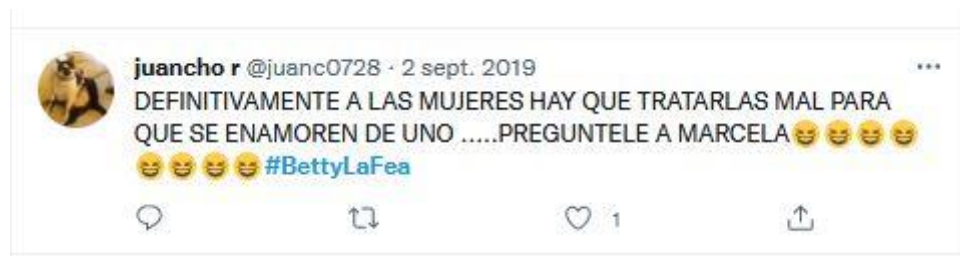 juancho r @juanc0728 · 2 sept. 2019
DEFINITIVAMENTE A LAS MUJERES HAY QUE TRATARLAS MAL PARA
QUE SE ENAMOREN DE UNO .....PREGUNTELE A MARCELA😆😆😆😆
😆😆😆😆#BettyLaFea
1